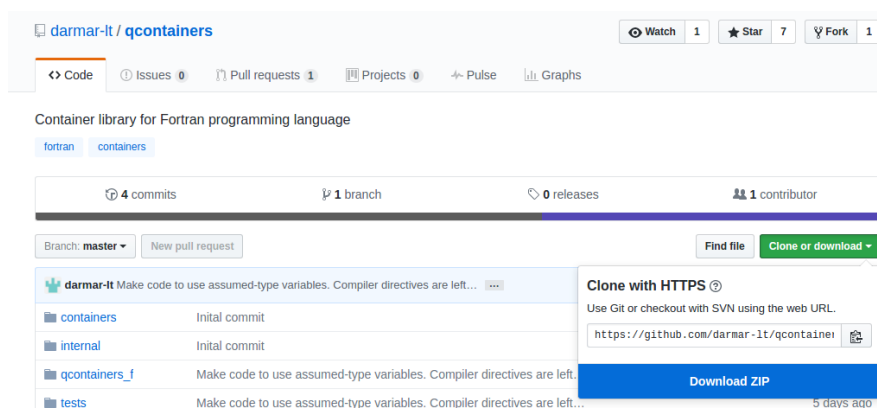 darmar-lt / qcontainers
Watch 1 Star 7 Fork 1
<> Code Issues 0 Pull requests 1 Projects 0 Pulse Graphs
Container library for Fortran programming language
fortran containers
4 commits 1 branch 0 releases 1 contributor
Branch: master New pull request Find file Clone or download
darmar-lt Make code to use assumed-type variables. Compiler directives are left… ...
Clone with HTTPS ?
Use Git or checkout with SVN using the web URL.
containers Inital commit
https://github.com/darmar-lt/qcontainer
internal Inital commit
qcontainers_f Make code to use assumed-type variables. Compiler directives are left…
Download ZIP
tests Make code to use assumed-type variables. Compiler directives are left… 5 days ago